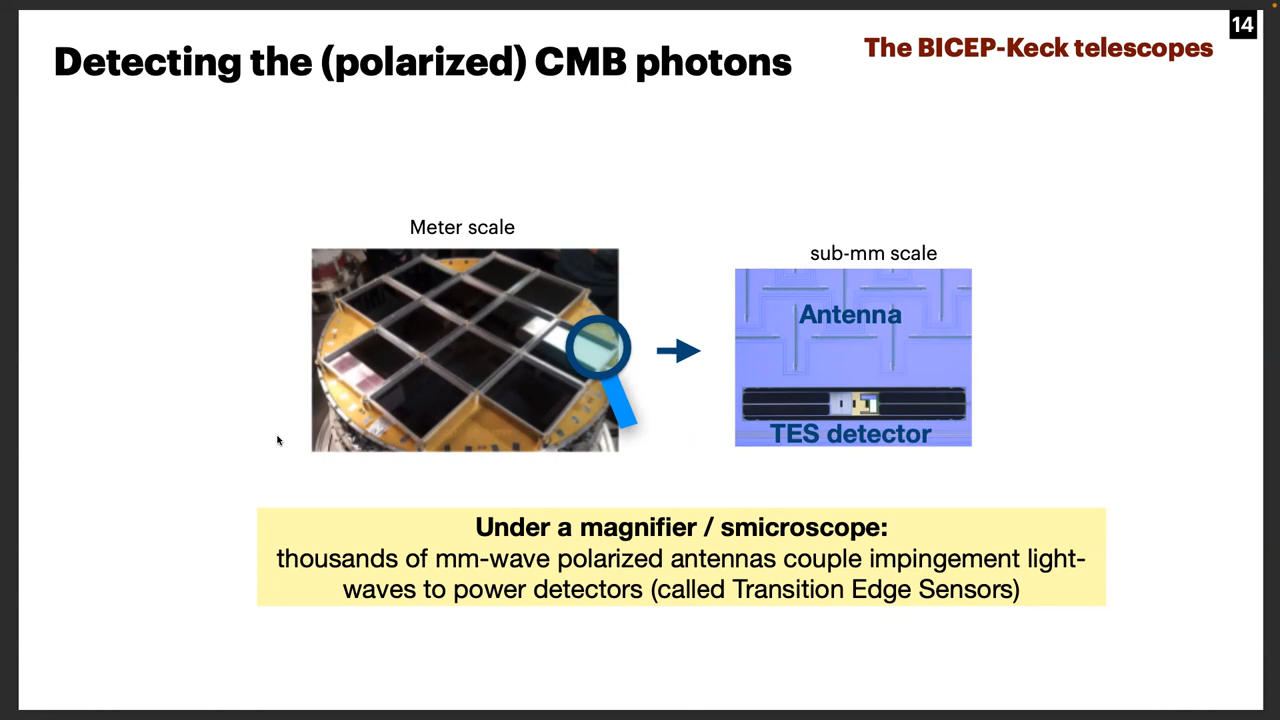 14
Detecting the (polarized) CMB photons
The BICEP-Keck telescopes
Meter scale
sub-mm scale
Antenna
TES detector
Under a magnifier / smicroscope:
thousands of mm-wave polarized antennas couple impingement light-
waves to power detectors (called Transition Edge Sensors)